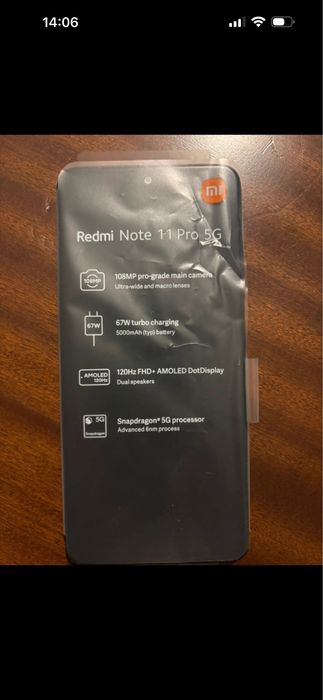 14:06
mi
Redmi Note 11 Pro 5G
108MP
108MP pro-grade main camera
Ultra-wide and macro lenses
67W
67W turbo charging
5000mAh (typ) battery
AMOLED
120Hz
120Hz FHD+ AMOLED DotDisplay
Dual speakers
5G
Snapdragon
Snapdragon® 5G processor
Advanced 6nm process